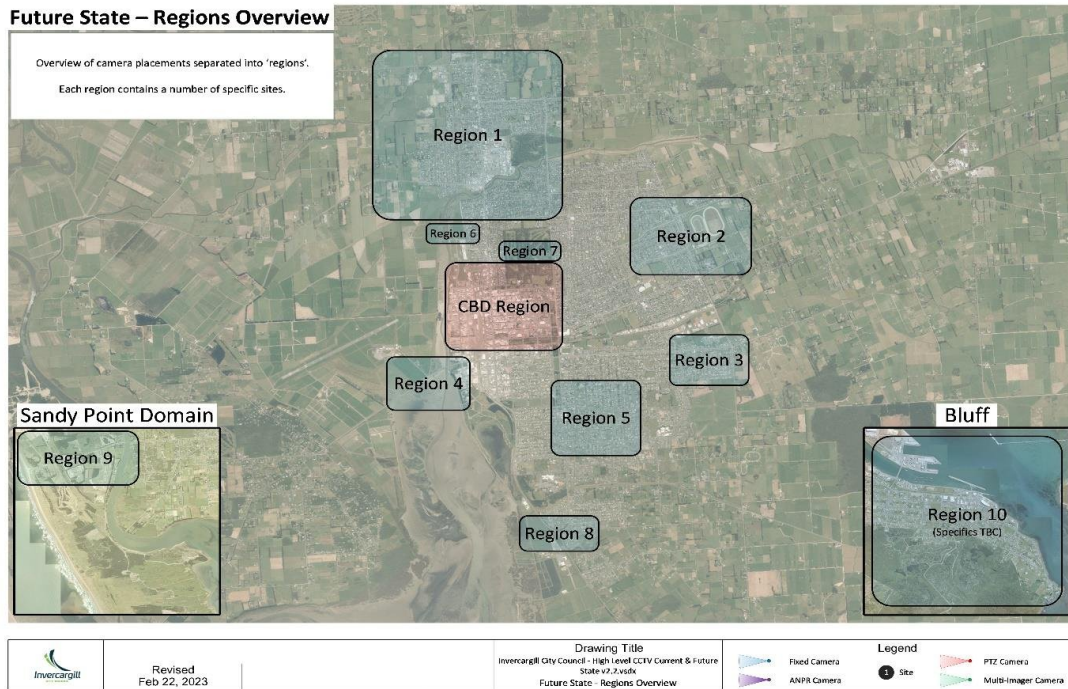 Future State – Regions Overview
Overview of camera placements separated into 'regions'.
Each region contains a number of specific sites.
Region 1
Region 2
Region 6
Region 7
CBD Region
Region 3
Region 4
Region 5
Sandy Point Domain
Region 9
Bluff
Region 10
(Specifics TBC)
Region 8
Invercargill
Revised
Feb 22, 2023
Drawing Title
Invercargill City Council - High Level CCTV Current & Future
State v2.2.vsdx
Future State - Regions Overview
Legend
Fixed Camera
1 Site
PTZ Camera
ANPR Camera
Multi-Imager Camera